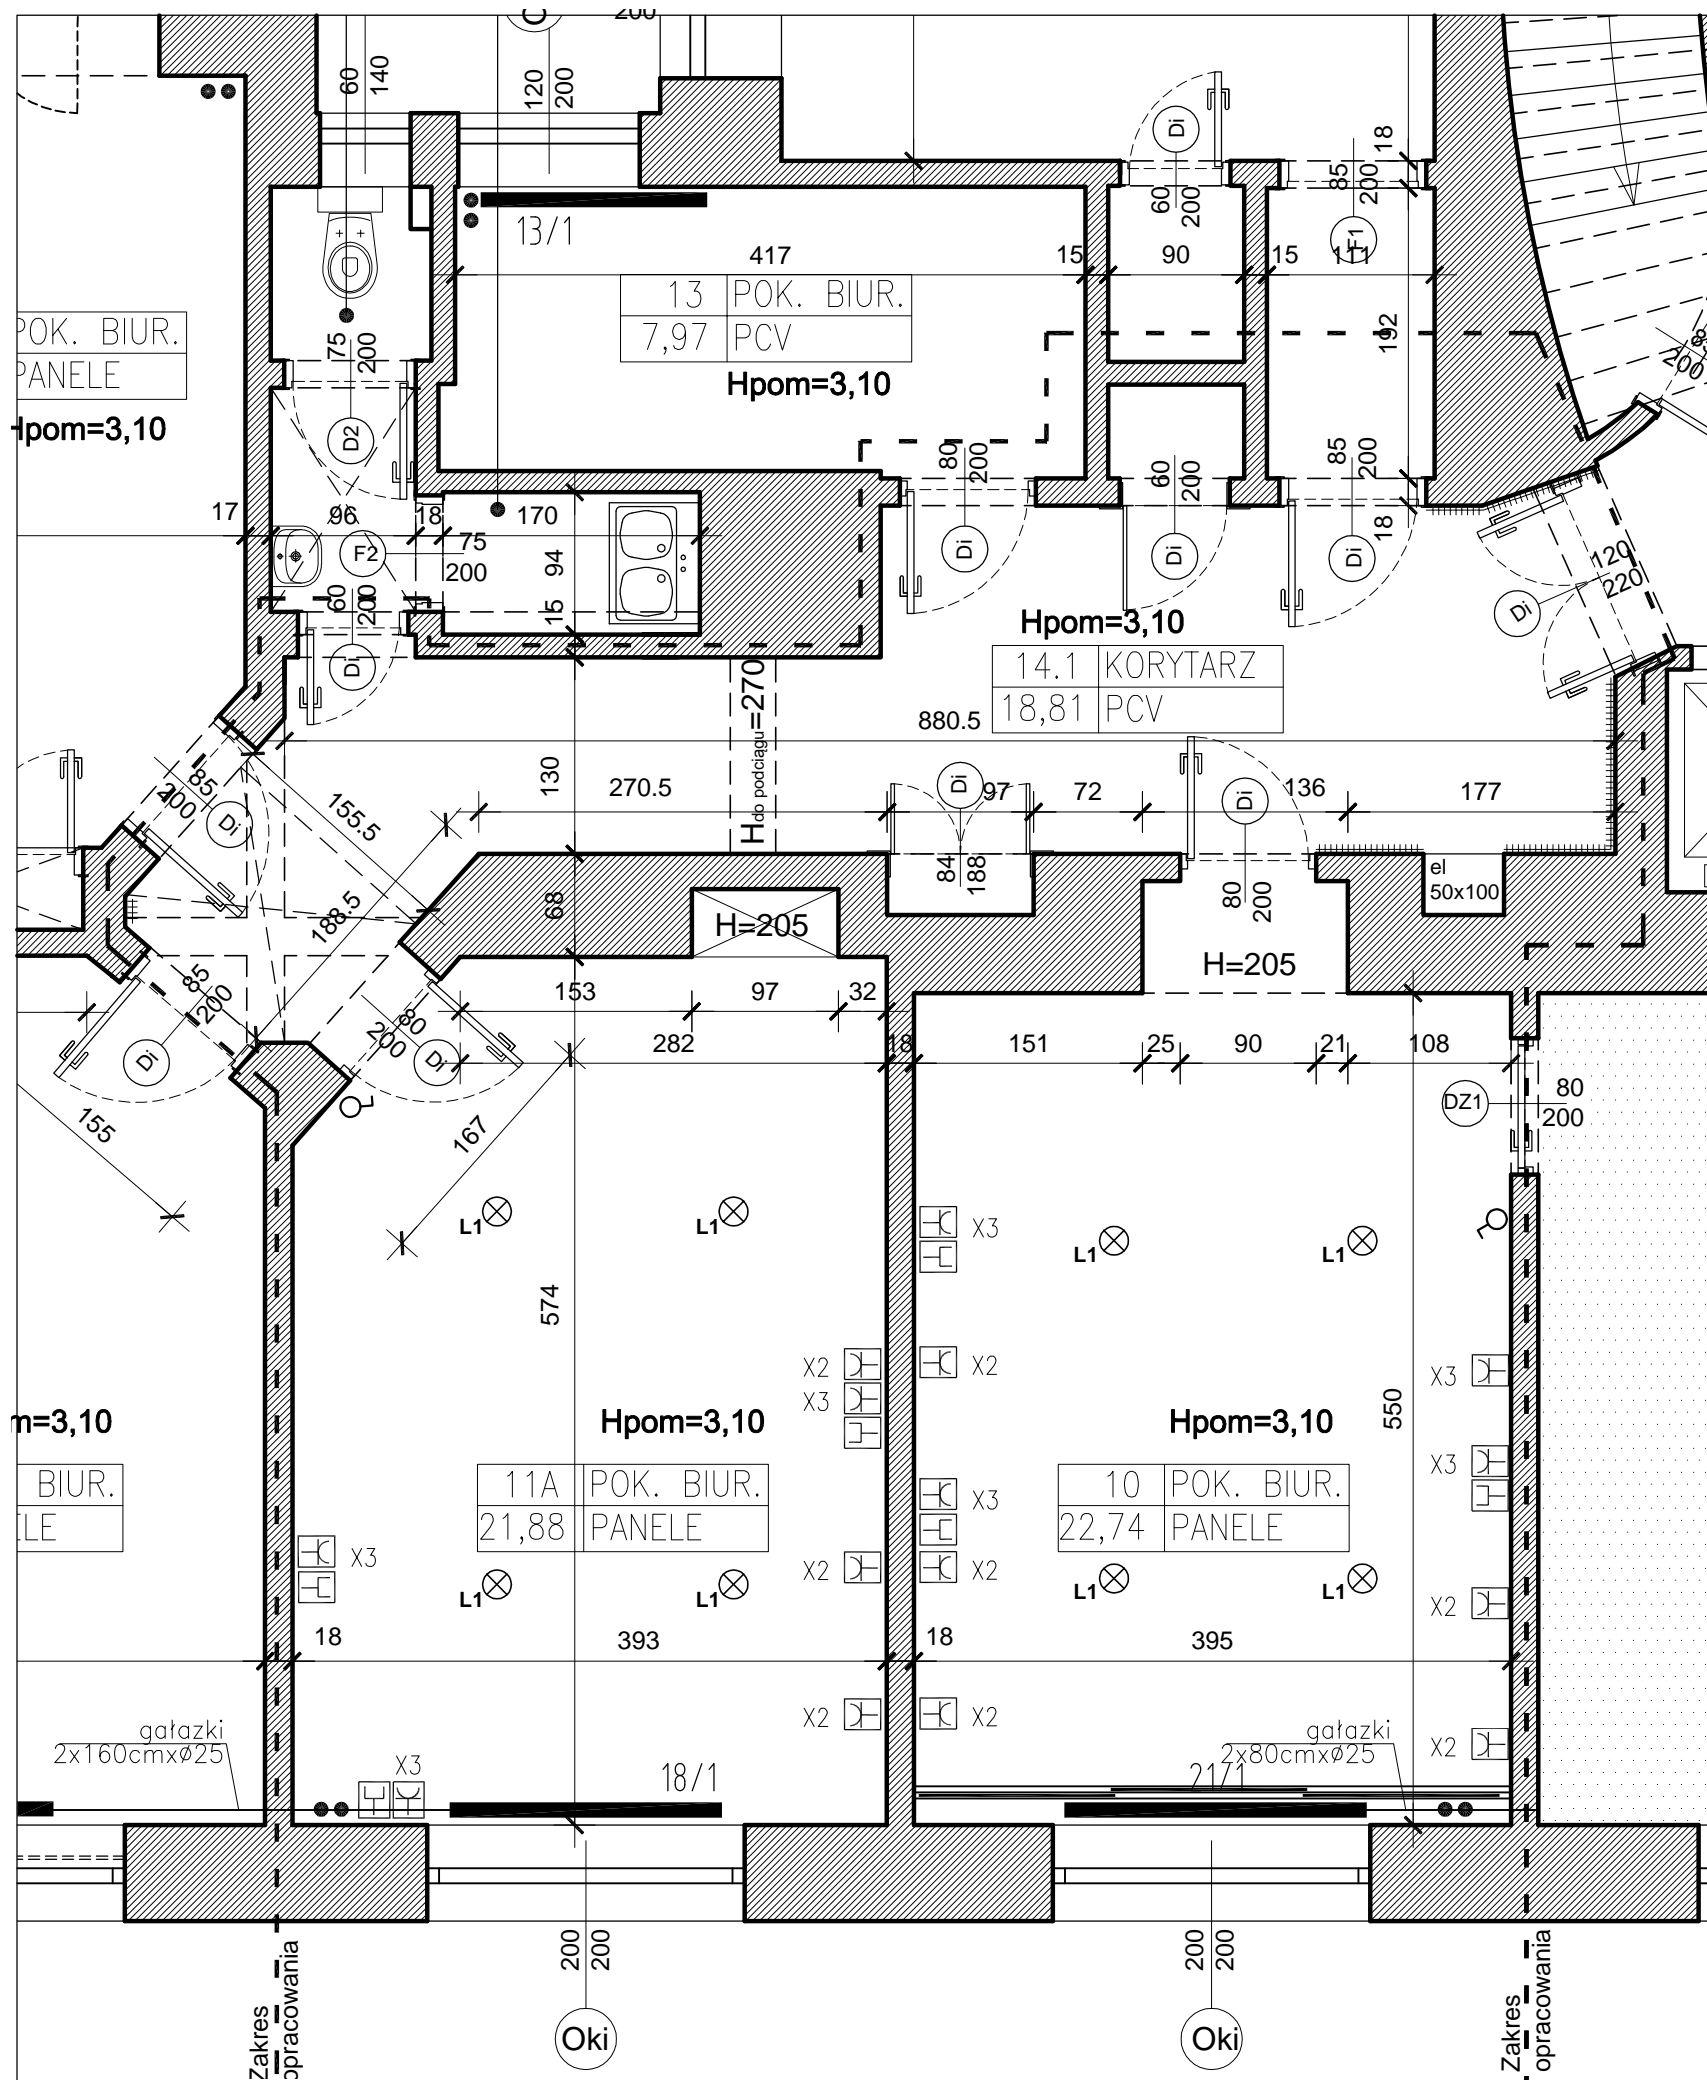 200
60
140
120
200
13/1
417
15
90
15
111
18
85
200
F1
60
200
Di
192
13 POK. BIUR.
7,97 PCV
Hpom=3,10
POK. BIUR.
PANELE
Hpom=3,10
75
200
D2
17
96
18
170
75
200
F2
94
15
60
200
Di
80
200
Di
60
200
Di
85
200
Di
18
120
220
Di
200
Hpom=3,10
14.1 KORYTARZ
18,81 PCV
880.5
Hdo podciągu=270
130
270.5
97
72
136
177
Di
84
188
Di
80
200
el
50x100
85
200
Di
155.5
188.5
68
H=205
H=205
85
200
Di
80
200
Di
153
97
32
282
18
151
25
90
21
108
DZ1
80
200
155
167
L1
L1
L1
L1
X3
574
X2
X3
X2
X3
550
Hpom=3,10
Hpom=3,10
m=3,10
X3
X3
BIUR.
11A POK. BIUR.
21,88 PANELE
10 POK. BIUR.
22,74 PANELE
X3
X2
X2
X2
L1
L1
L1
L1
18
393
18
395
X2
X2
X2
gałazki
2x160cmxø25
X3
18/1
gałazki
2x80cmxø25
21/1
200
200
Oki
200
200
Oki
Zakres
opracowania
Zakres
opracowania